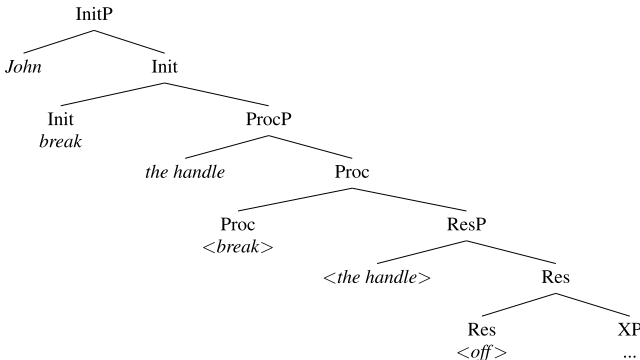 InitP
John Init
Init ProcP
break
the handle Proc
Proc ResP
<break>
<the handle> Res
Res XP
<off> ...